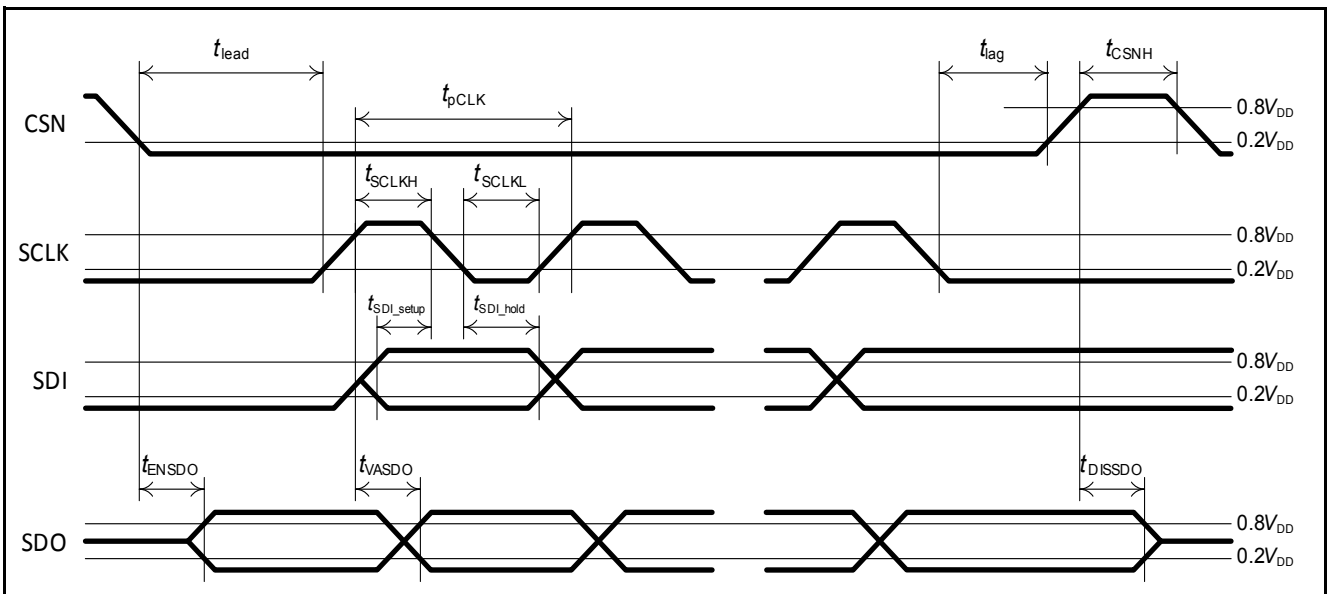 tlead
tlag
tCSNH
tpCLK
CSN
0.8VDD
0.2VDD
tSCLKH
tSCLKL
SCLK
0.8VDD
0.2VDD
tSDI_setup
tSDI_hold
SDI
0.8VDD
0.2VDD
tENSDO
tVASDO
tDISSDO
SDO
0.8VDD
0.2VDD